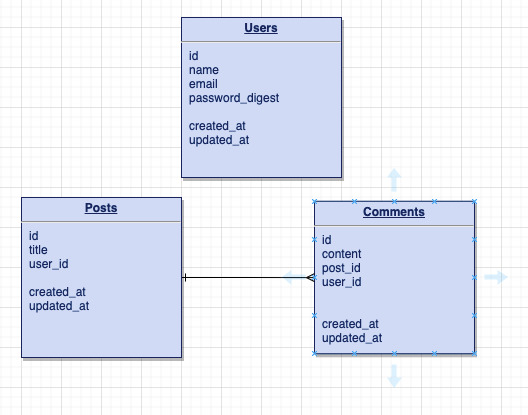 Users
id
name
email
password_digest
created_at
updated_at
Posts
id
title
user_id
created_at
updated_at
Comments
id
content
post_id
user_id
created_at
updated_at